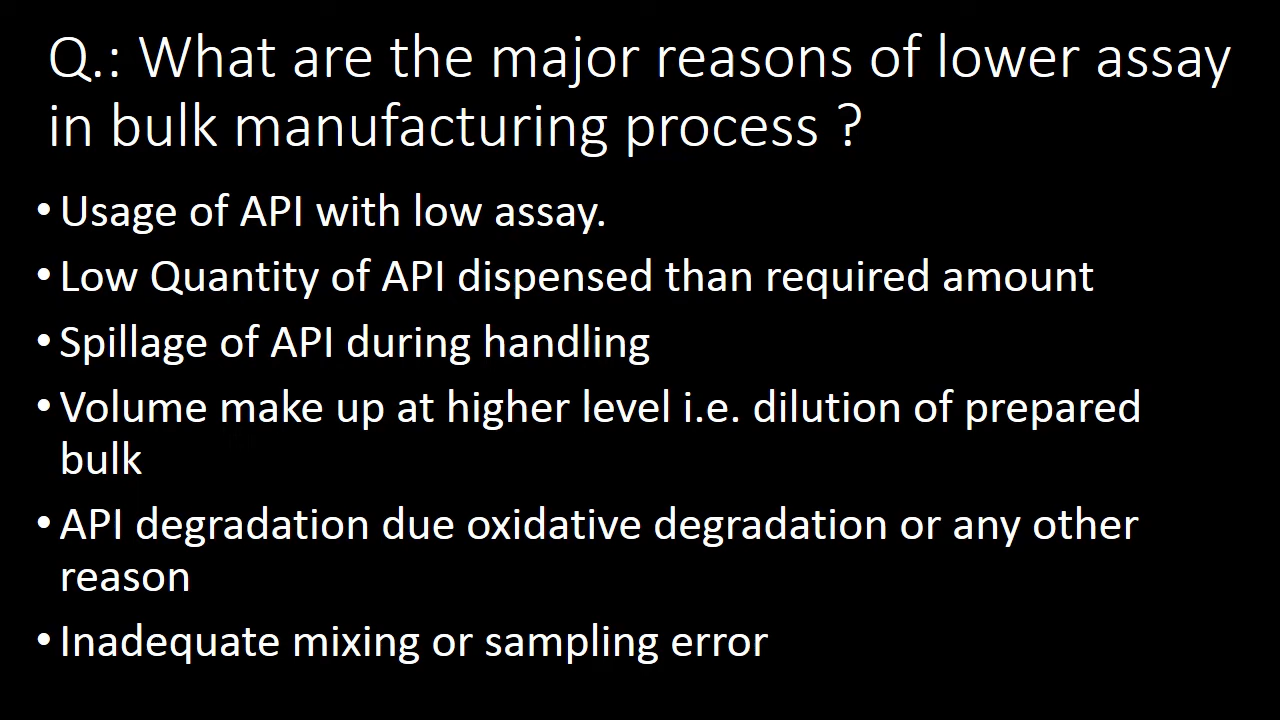 Q.: What are the major reasons of lower assay
in bulk manufacturing process ?
• Usage of API with low assay.
• Low Quantity of API dispensed than required amount
• Spillage of API during handling
• Volume make up at higher level i.e. dilution of prepared
bulk
• API degradation due oxidative degradation or any other
reason
• Inadequate mixing or sampling error